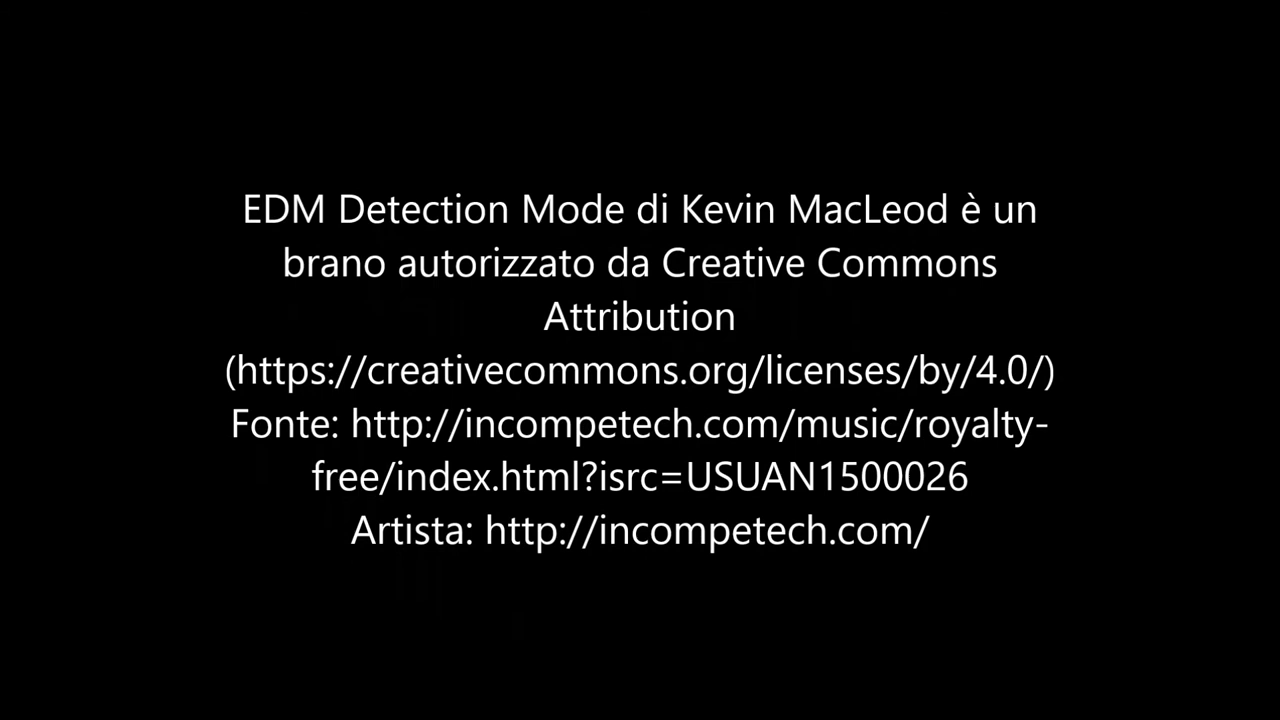 EDM Detection Mode di Kevin MacLeod è un
brano autorizzato da Creative Commons
Attribution
(https://creativecommons.org/licenses/by/4.0/)
Fonte: http://incompetech.com/music/royalty-
free/index.html?isrc=USUAN1500026
Artista: http://incompetech.com/